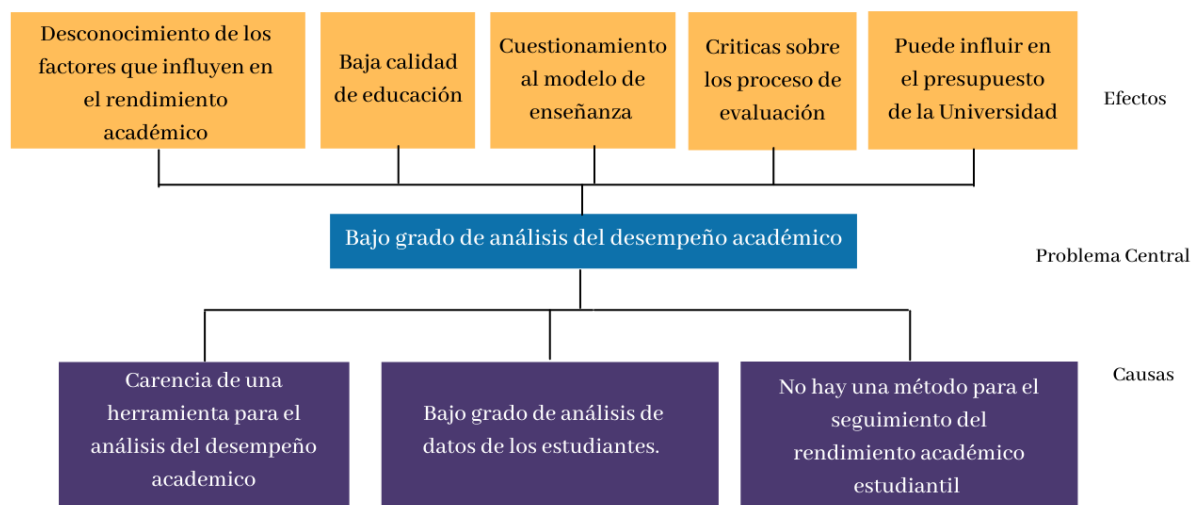 Desconocimiento de los
factores que influyen en
el rendimiento
académico
Baja calidad
de educación
Cuestionamiento
al modelo de
enseñanza
Criticas sobre
los proceso de
evaluación
Puede influir en
el presupuesto
de la Universidad
Efectos
Bajo grado de análisis del desempeño académico
Problema Central
Carencia de una
herramienta para el
análisis del desempeño
academico
Bajo grado de análisis de
datos de los estudiantes.
No hay una método para el
seguimiento del
rendimiento académico
estudiantil
Causas